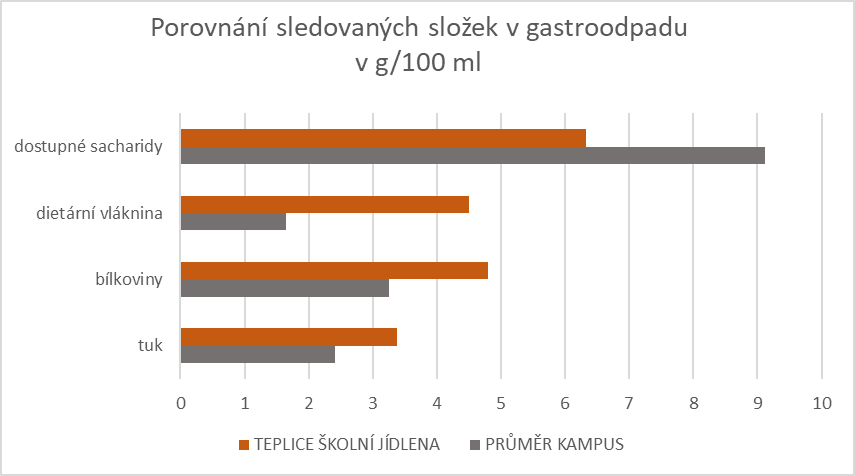 Porovnání sledovaných složek v gastroodpadu
v g/100 ml
dostupné sacharidy
dietární vláknina
bílkoviny
tuk
0 1 2 3 4 5 6 7 8 9 10
TEPLICE ŠKOLNÍ JÍDLENA PRŮMĚR KAMPUS